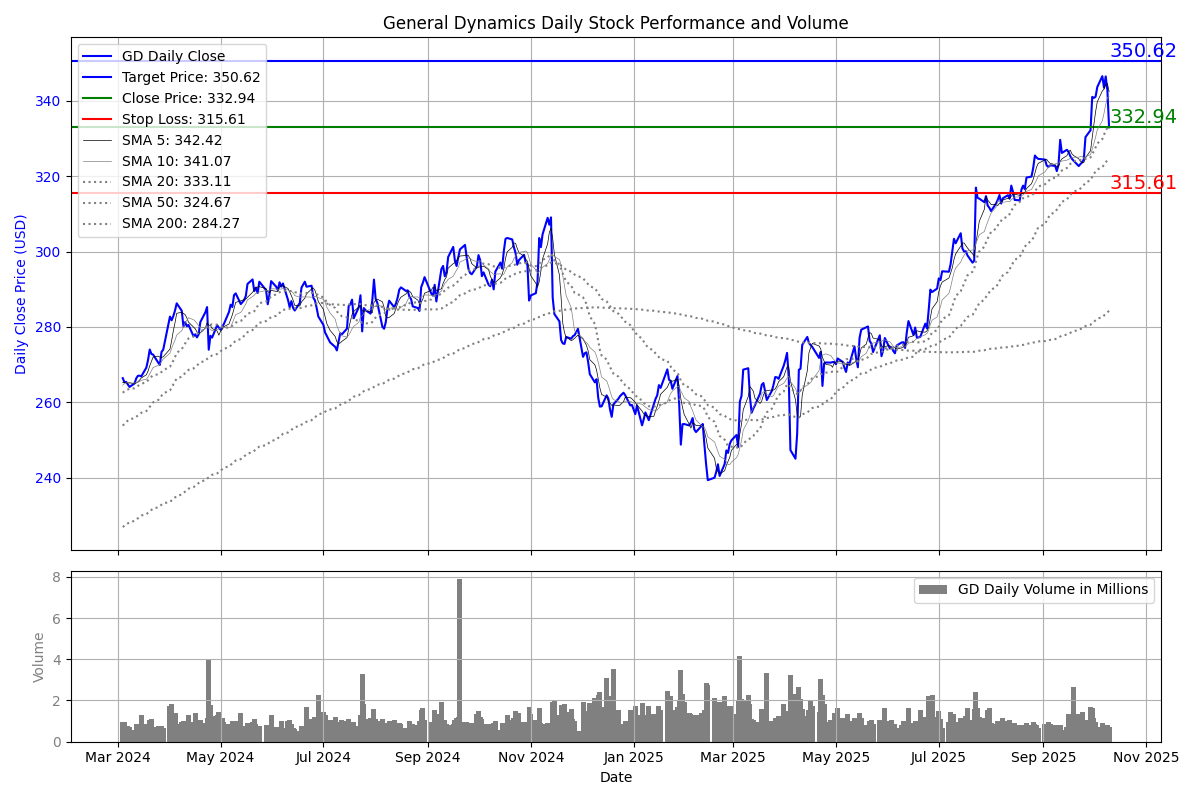 General Dynamics Daily Stock Performance and Volume
GD Daily Close
Target Price: 350.62
Close Price: 332.94
Stop Loss: 315.61
SMA 5: 342.42
SMA 10: 341.07
SMA 20: 333.11
SMA 50: 324.67
SMA 200: 284.27
350.62
332.94
315.61
Daily Close Price (USD)
340
320
300
280
260
240
GD Daily Volume in Millions
Volume
8
6
4
2
0
Mar 2024 May 2024 Jul 2024 Sep 2024 Nov 2024 Jan 2025 Mar 2025 May 2025 Jul 2025 Sep 2025 Nov 2025
Date